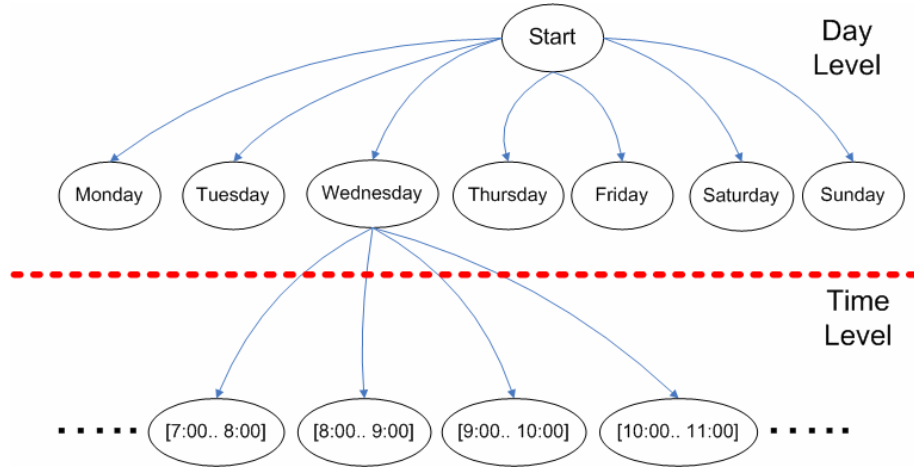 Start
Day
Level
Monday
Tuesday
Wednesday
Thursday
Friday
Saturday
Sunday
Time
Level
[7:00.. 8:00]
[8:00.. 9:00]
[9:00.. 10:00]
[10:00.. 11:00]